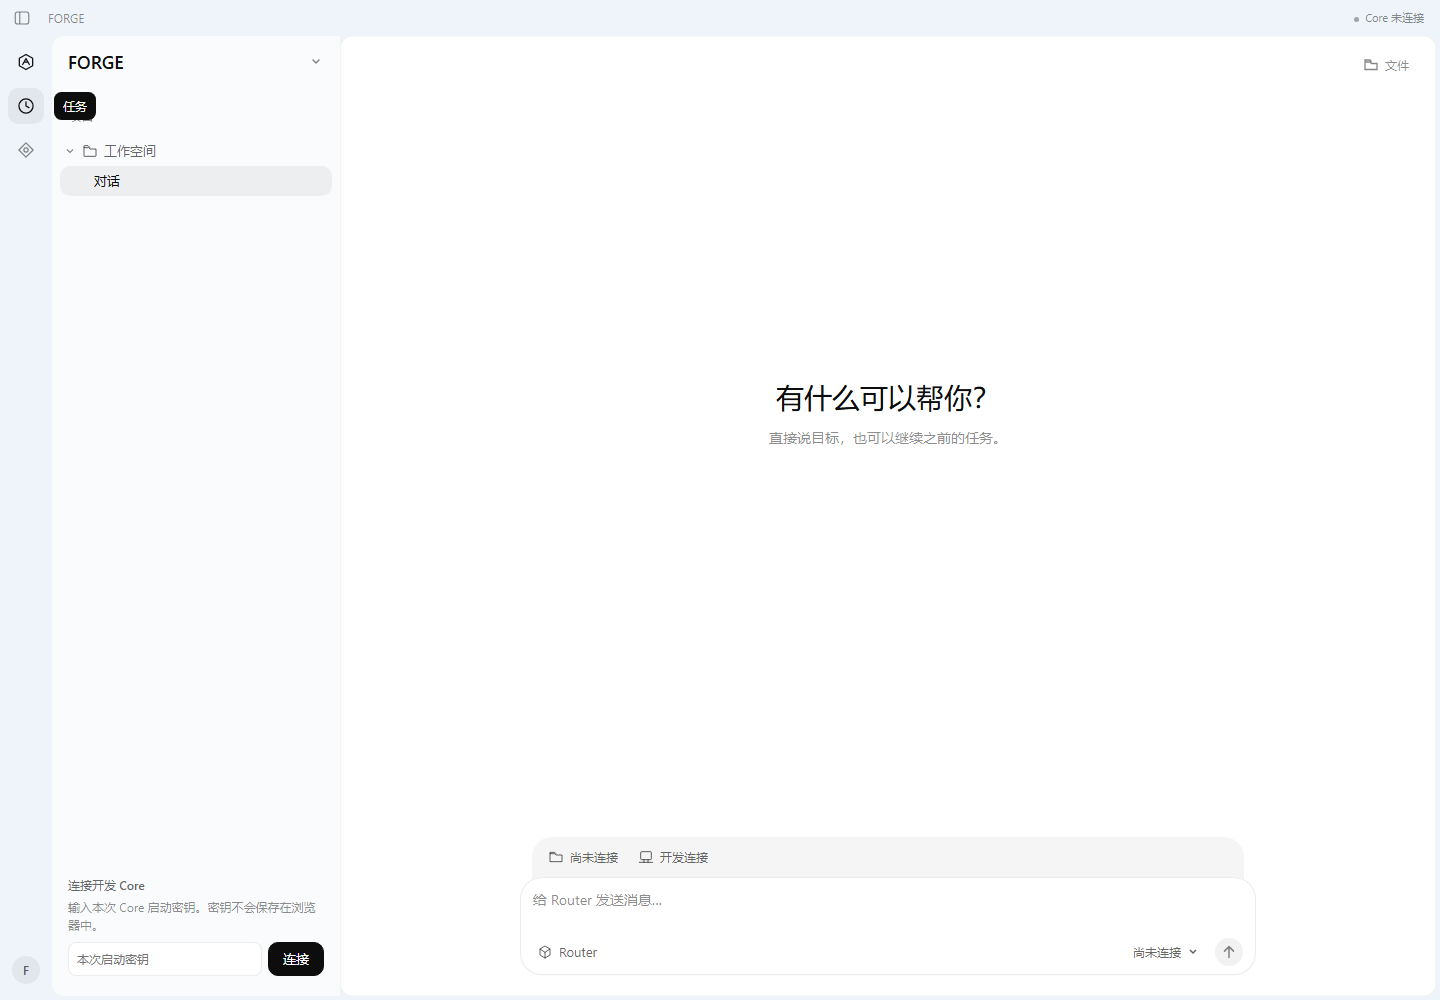 FORGE
Core 未连接
FORGE
文件
任务
工作空间
对话
有什么可以帮你？
直接说目标，也可以继续之前的任务。
尚未连接
开发连接
连接开发 Core
输入本次 Core 启动密钥。密钥不会保存在浏览
器中。
本次启动密钥
连接
给 Router 发送消息...
Router
尚未连接
F